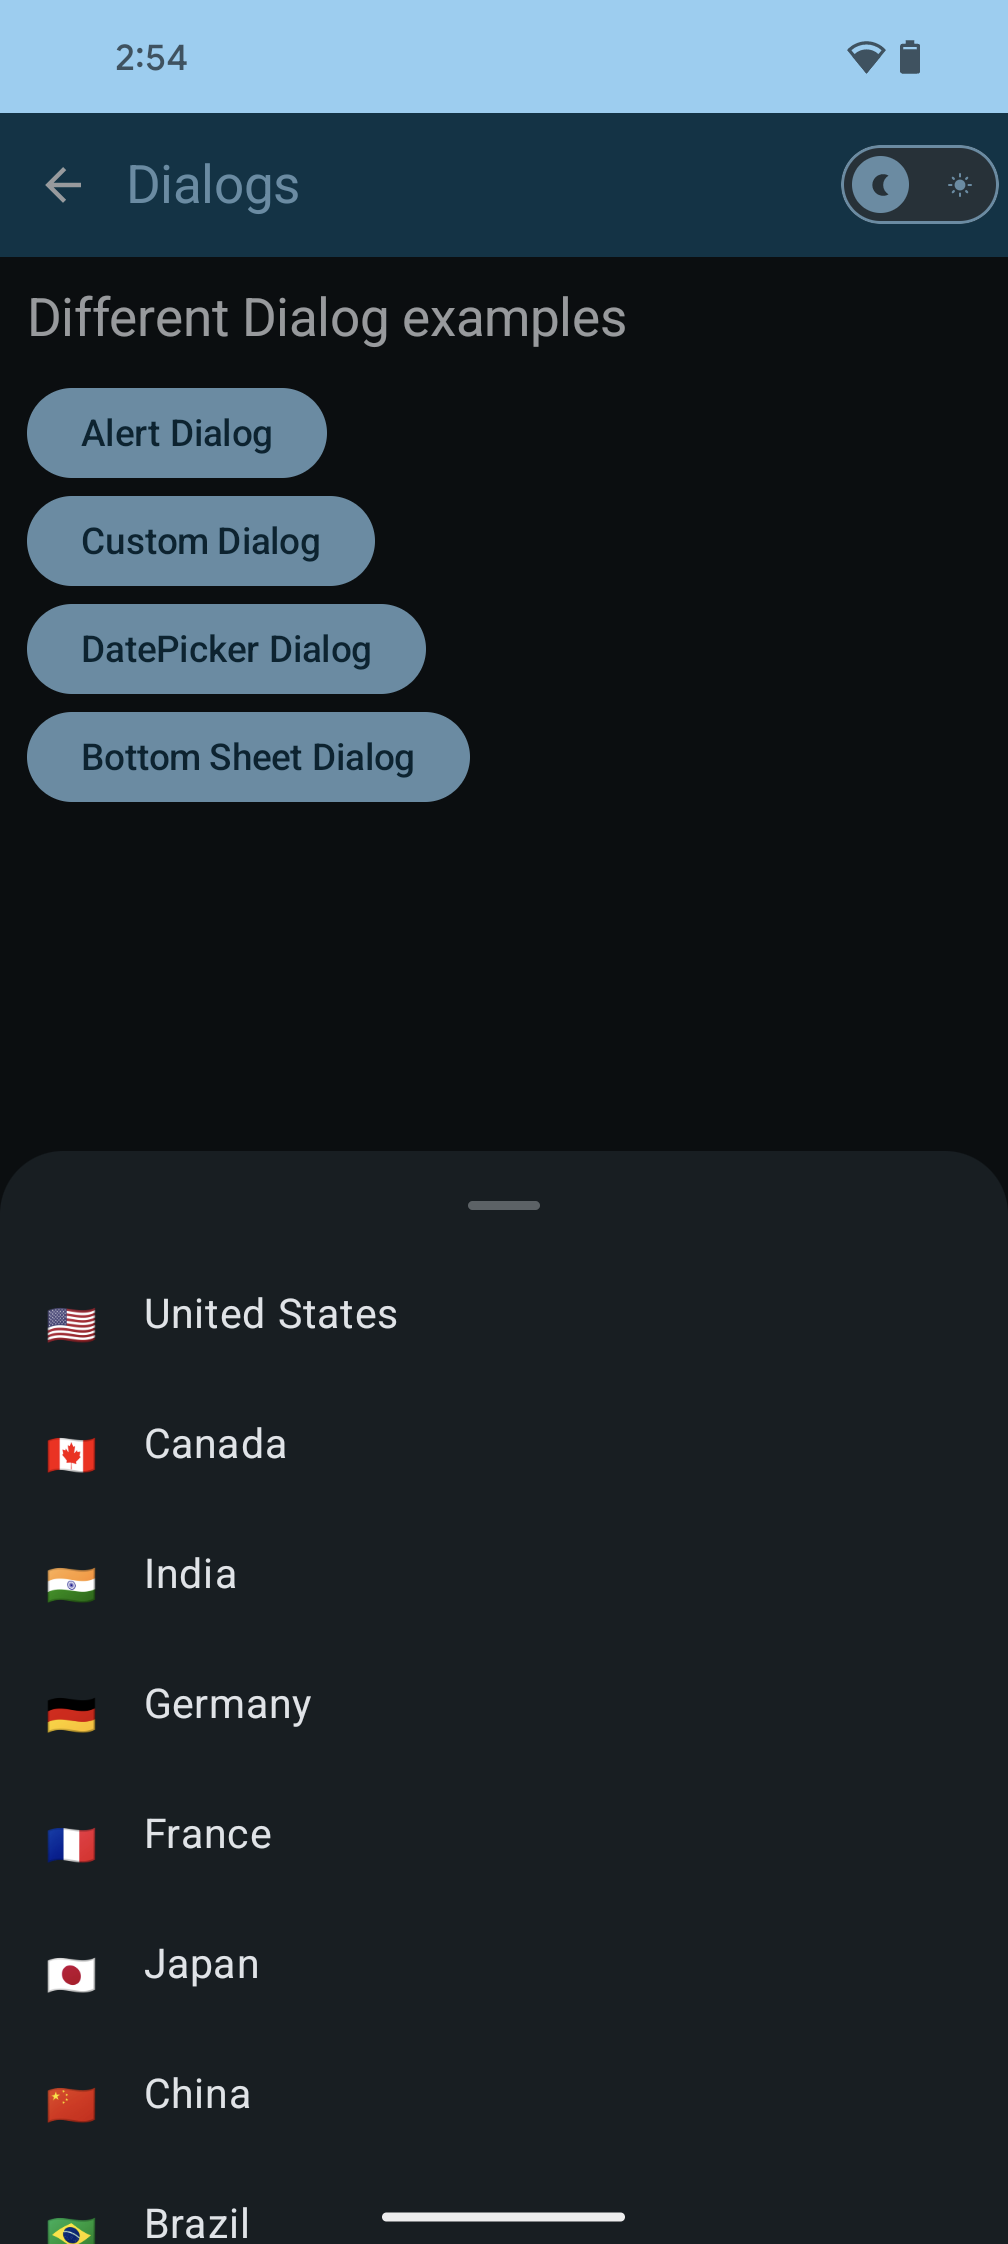 2:54
Dialogs
Different Dialog examples
Alert Dialog
Custom Dialog
DatePicker Dialog
Bottom Sheet Dialog
United States
Canada
India
Germany
France
Japan
China
Brazil